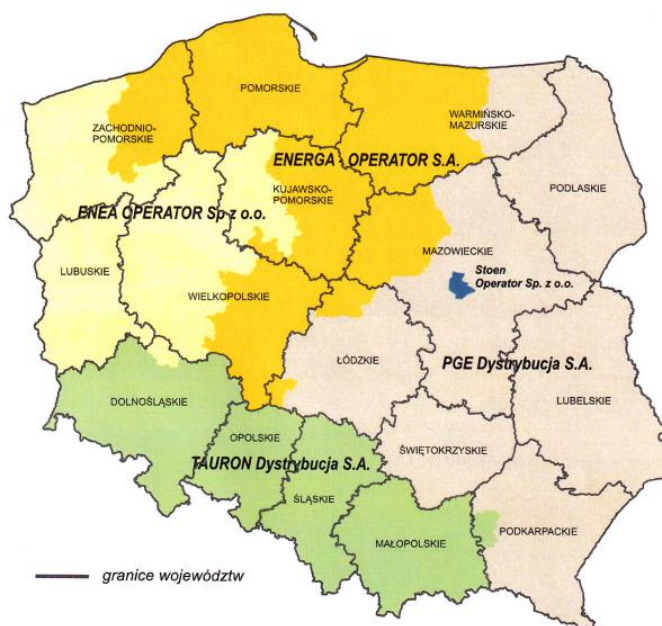 POMORSKIE
WARMIŃSKO-
MAZURSKIE
ZACHODNIO-
POMORSKIE
ENERGA - OPERATOR S.A.
PODLASKIE
KUJAWSKO-
POMORSKIE
ENEA OPERATOR Sp z o.o.
LUBUSKIE
MAZOWIECKIE
Stoen
Operator Sp. z o.o.
WIELKOPOLSKIE
ŁÓDZKIE
PGE Dystrybucja S.A.
DOLNOŚLĄSKIE
LUBELSKIE
OPOLSKIE
ŚWIĘTOKRZYSKIE
TAURON Dystrybucja S.A.
ŚLĄSKIE
PODKARPACKIE
MAŁOPOLSKIE
granice województw